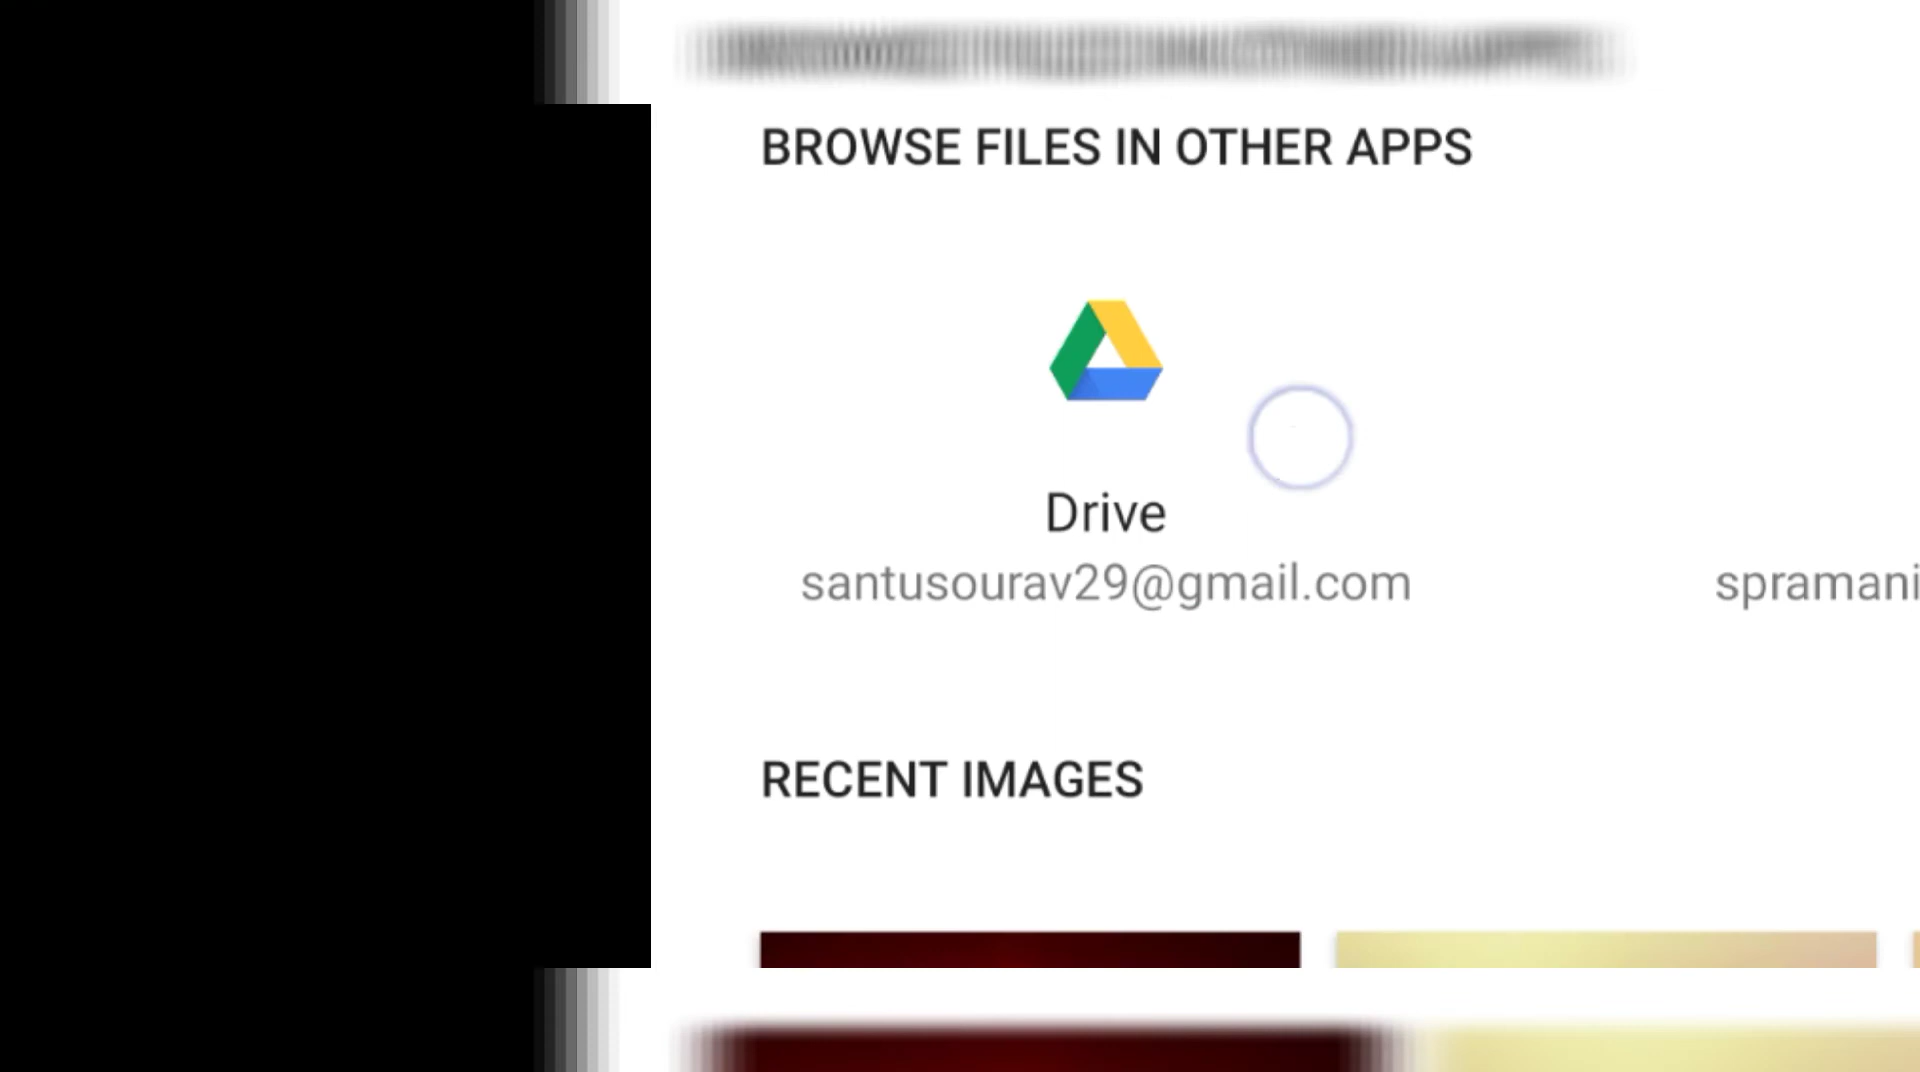 BROWSE FILES IN OTHER APPS
Drive
santusourav29@gmail.com
spramani
RECENT IMAGES